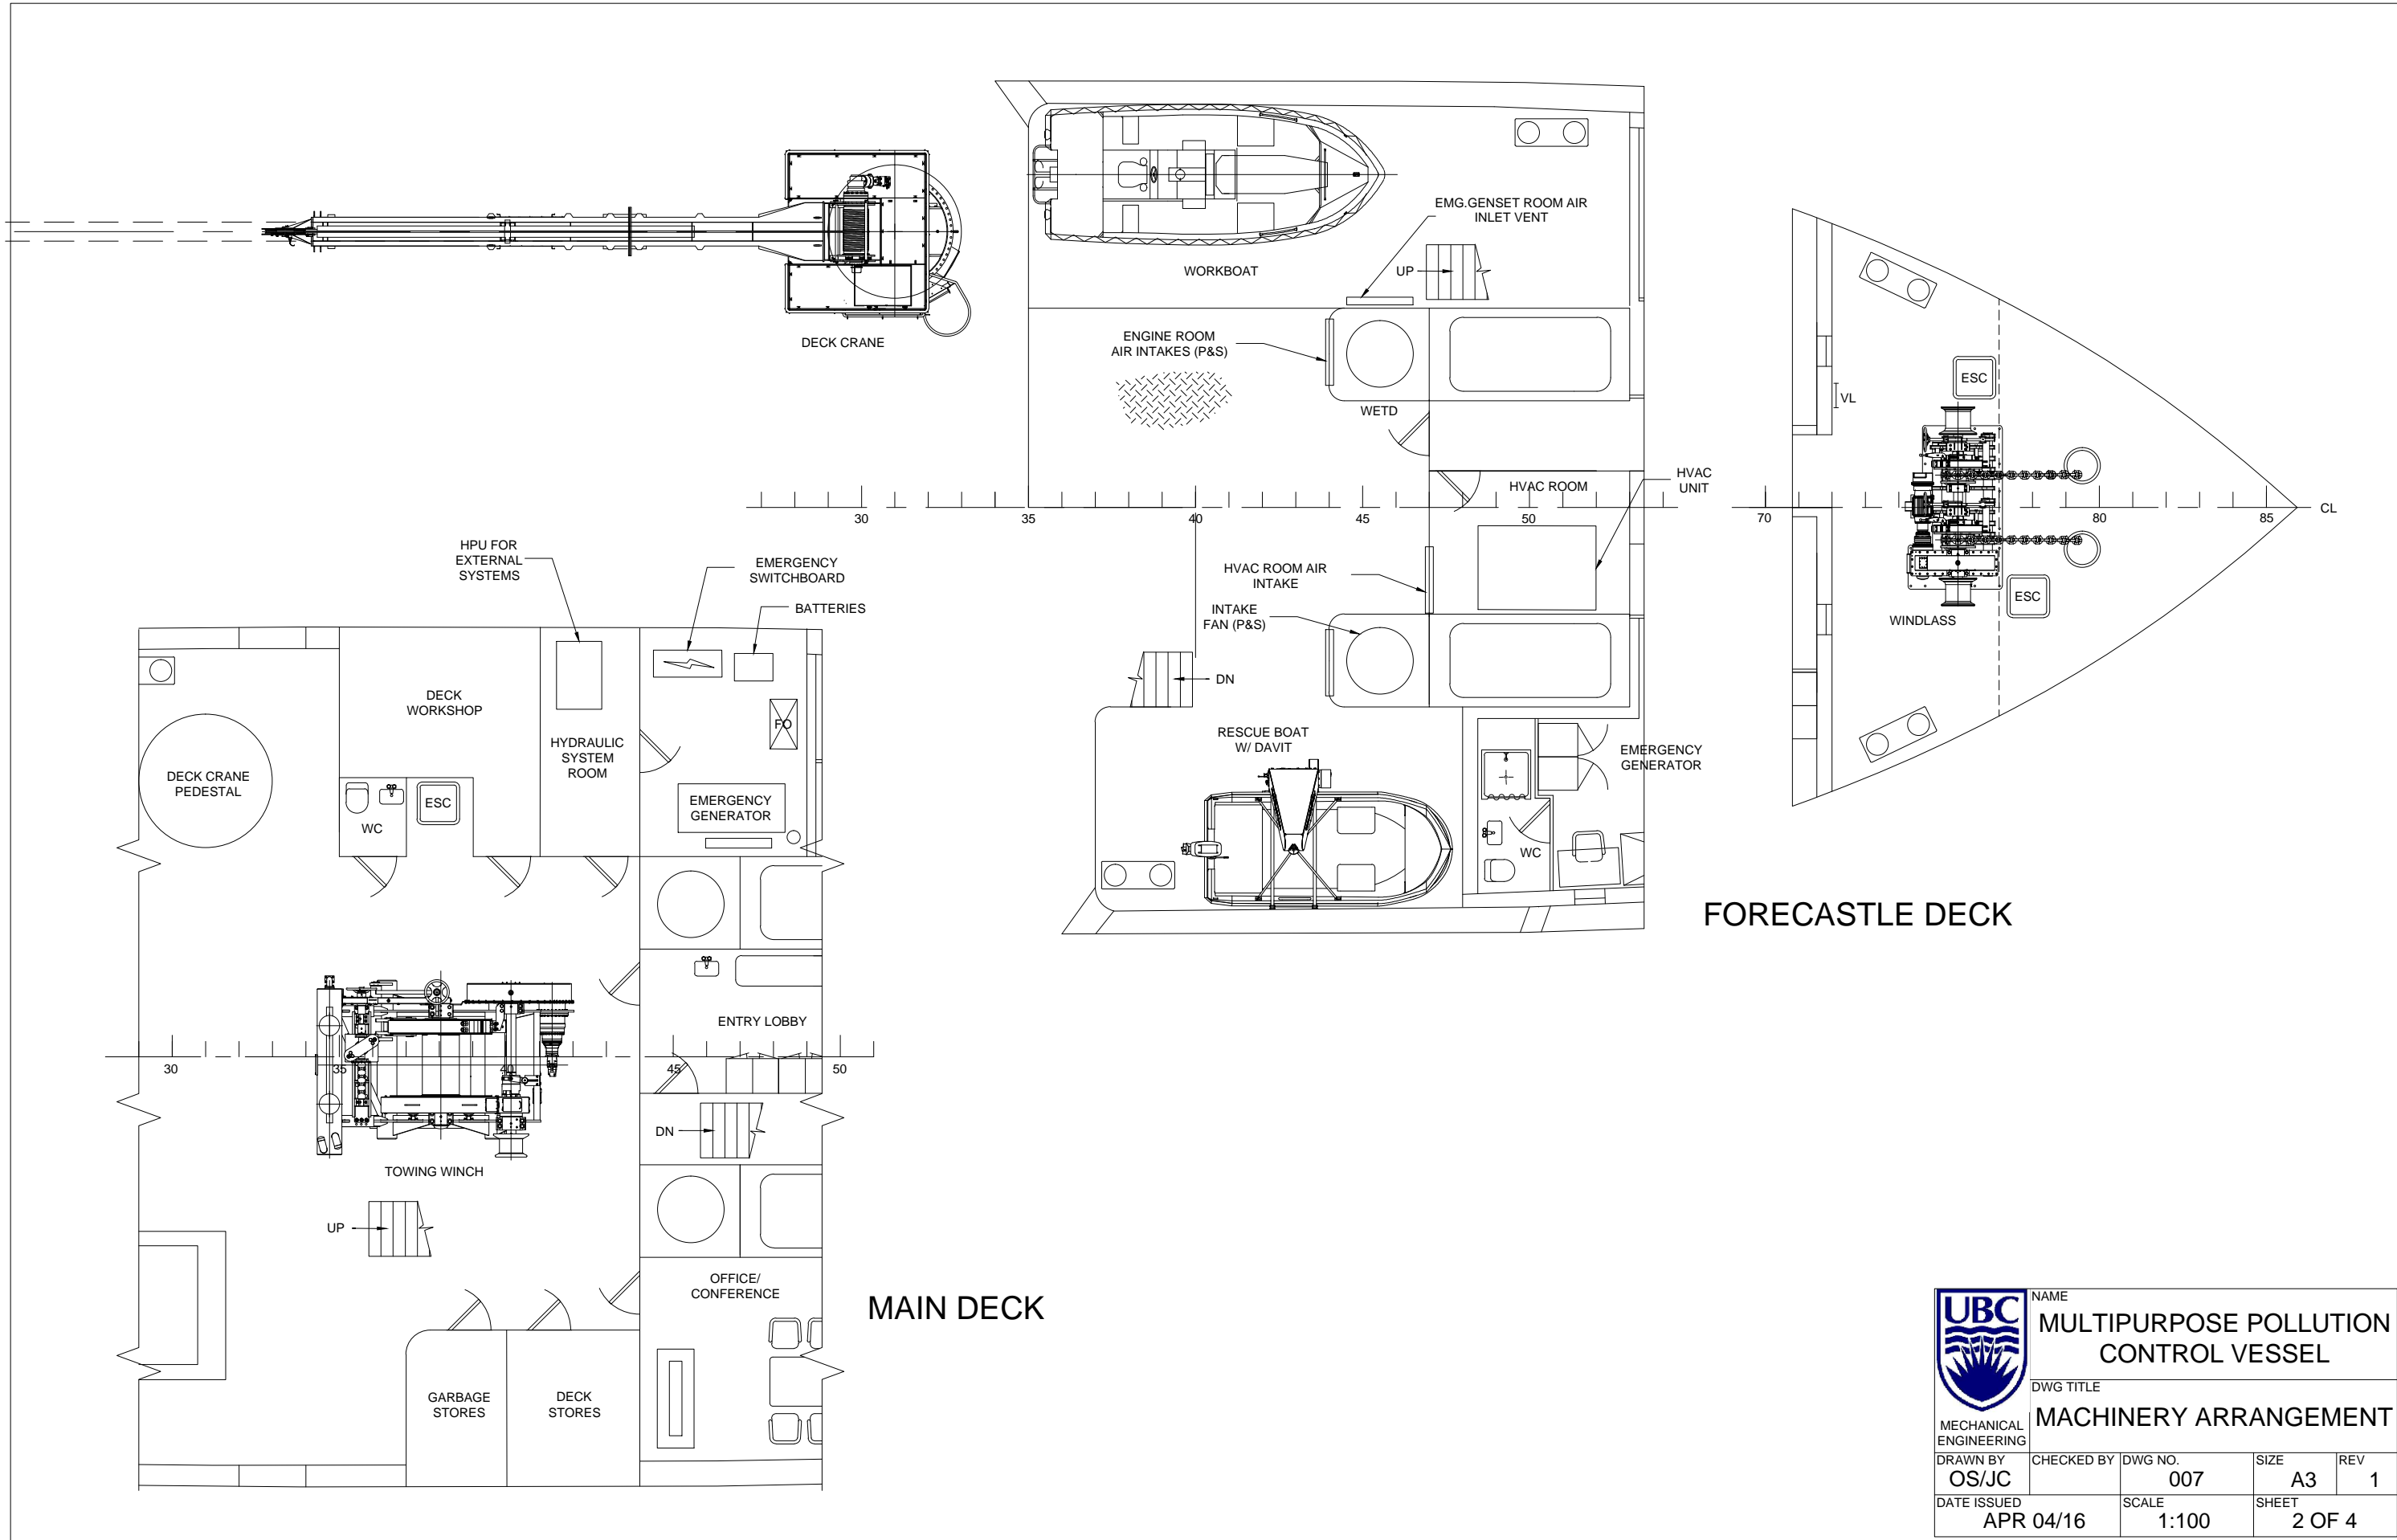 EMG.GENSET ROOM AIR
INLET VENT
WORKBOAT
UP
DECK CRANE
ENGINE ROOM
AIR INTAKES (P&S)
WETD
ESC
VL
HVAC ROOM
HVAC
UNIT
30
35
40
45
50
70
80
85
CL
HVAC ROOM AIR
INTAKE
INTAKE
FAN (P&S)
ESC
WINDLASS
DN
RESCUE BOAT
W/ DAVIT
EMERGENCY
GENERATOR
WC
FORECASTLE DECK
HPU FOR
EXTERNAL
SYSTEMS
EMERGENCY
SWITCHBOARD
BATTERIES
DECK
WORKSHOP
FO
HYDRAULIC
SYSTEM
ROOM
DECK CRANE
PEDESTAL
WC
ESC
EMERGENCY
GENERATOR
ENTRY LOBBY
30
35
40
45
50
DN
TOWING WINCH
UP
OFFICE/
CONFERENCE
MAIN DECK
GARBAGE
STORES
DECK
STORES
UBC
MECHANICAL
ENGINEERING
NAME
MULTIPURPOSE POLLUTION
CONTROL VESSEL
DWG TITLE
MACHINERY ARRANGEMENT
DRAWN BY
OS/JC
CHECKED BY
DWG NO.
007
SIZE
A3
REV
1
DATE ISSUED
APR 04/16
SCALE
1:100
SHEET
2 OF 4